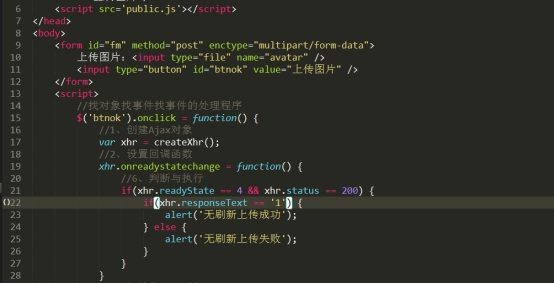 6 <script src='public.js'></script>
7 </head>
8 <body>
9 <form id="fm" method="post" enctype="multipart/form-data">
10 上传图片：<input type="file" name="avatar" />
11 <input type="button" id="btnok" value="上传图片" />
12 </form>
13 <script>
14 //找对象找事件找事件的处理程序
15 $('btnok').onclick = function() {
16 //1、创建Ajax对象
17 var xhr = createXhr();
18 //2、设置回调函数
19 xhr.onreadystatechange = function() {
20 //6、判断与执行
21 if(xhr.readyState == 4 && xhr.status == 200) {
22 if(xhr.responseText == '1') {
23 alert('无刷新上传成功');
24 } else {
25 alert('无刷新上传失败');
26 }
27 }
28 }